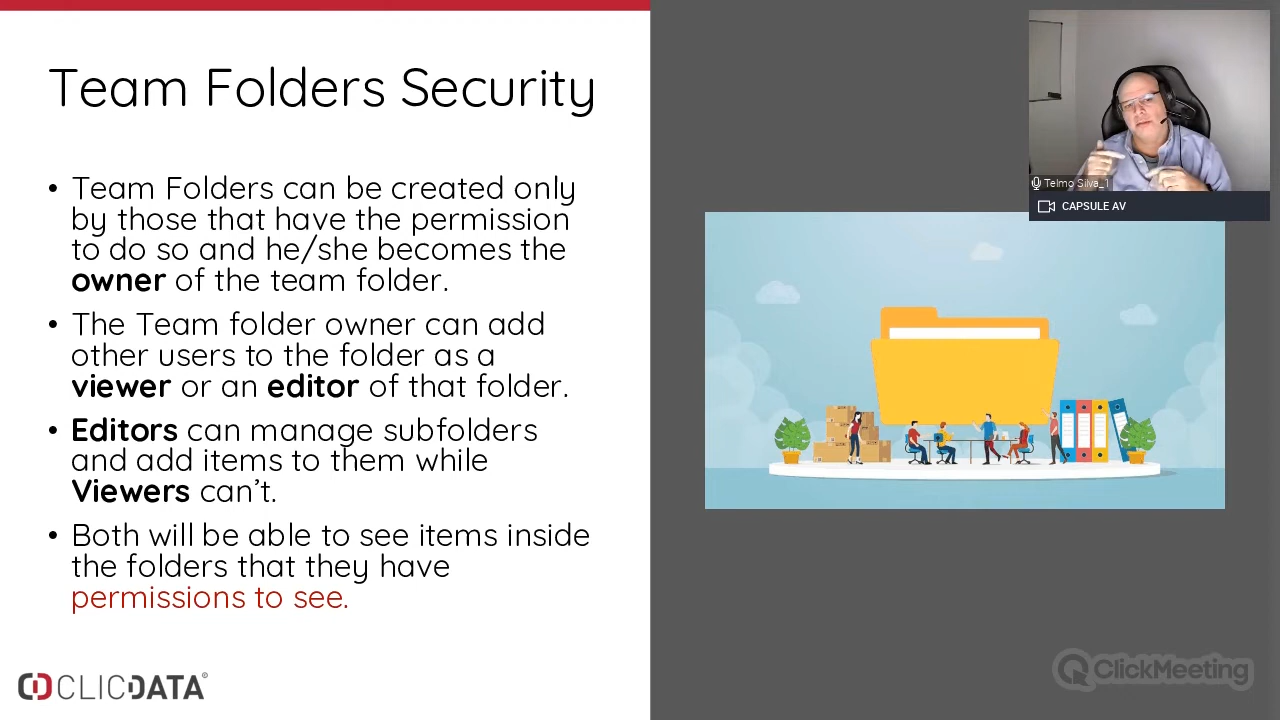 Team Folders Security
• Team Folders can be created only
by those that have the permission
to do so and he/she becomes the
owner of the team folder.
• The Team folder owner can add
other users to the folder as a
viewer or an editor of that folder.
• Editors can manage subfolders
and add items to them while
Viewers can't.
• Both will be able to see items inside
the folders that they have
permissions to see.
CLICDATA®
Telmo Silva_1
CAPSULE AV
ClickMeeting